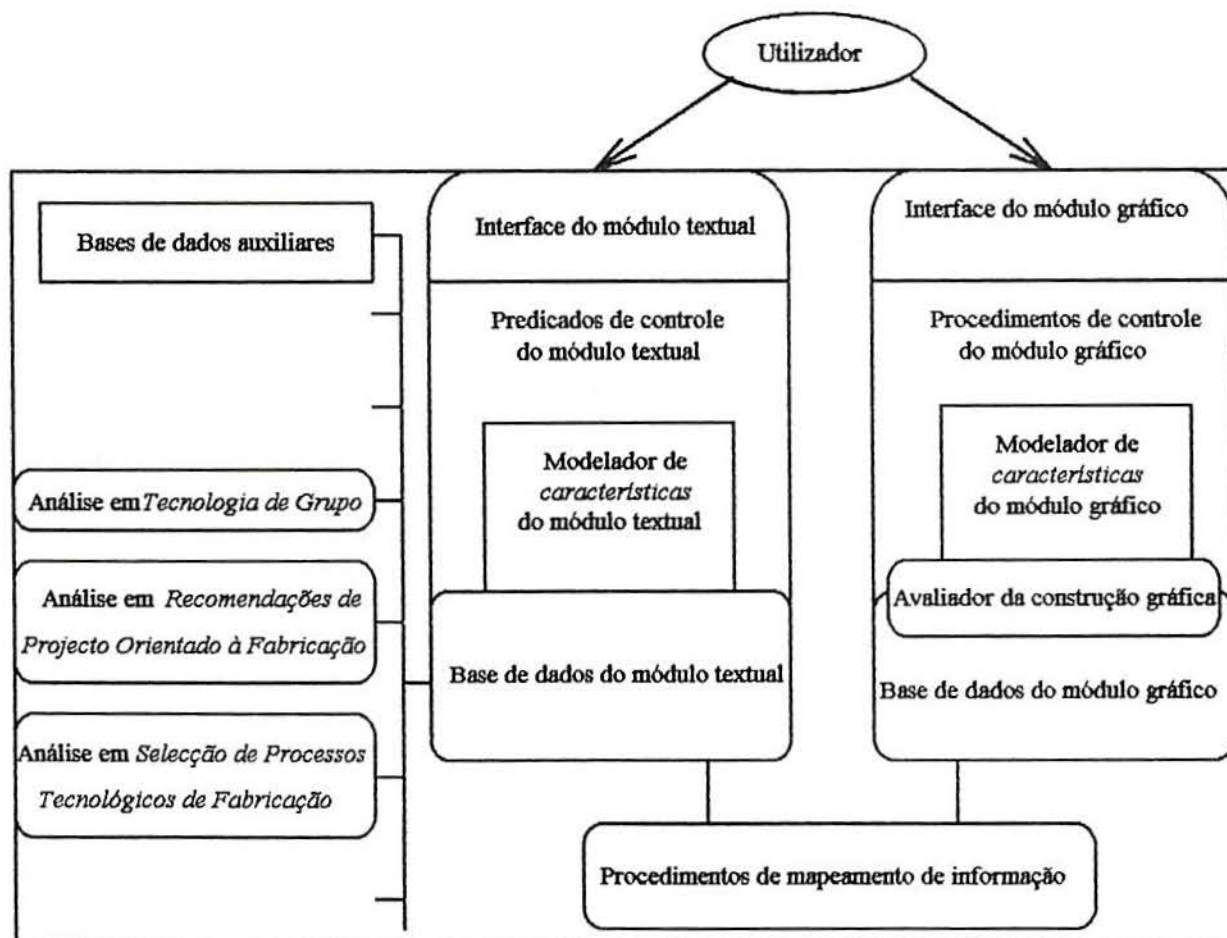 Utilizador
Bases de dados auxiliares
Análise em Tecnologia de Grupo
Análise em Recomendações de
Projecto Orientado à Fabricação
Análise em Selecção de Processos
Tecnológicos de Fabricação
Interface do módulo textual
Predicados de controle
do módulo textual
Modelador de
características
do módulo textual
Base de dados do módulo textual
Interface do módulo gráfico
Procedimentos de controle
do módulo gráfico
Modelador de
características
do módulo gráfico
Avaliador da construção gráfica
Base de dados do módulo gráfico
Procedimentos de mapeamento de informação